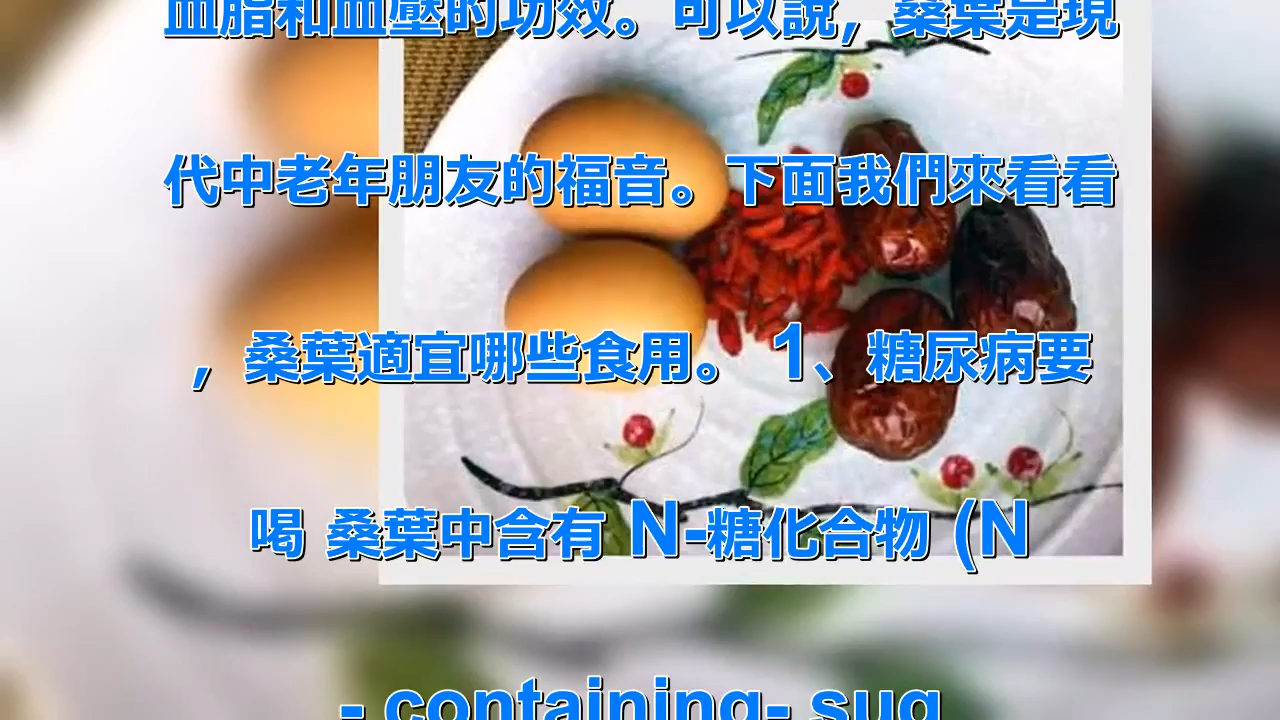 血脂和血壓的功效。可以說，桑葉是現
代中老年朋友的福音。下面我們來看看
，桑葉適宜哪些食用。 1、糖尿病要
喝 桑葉中含有 N-糖化合物 (N
- containing- sug